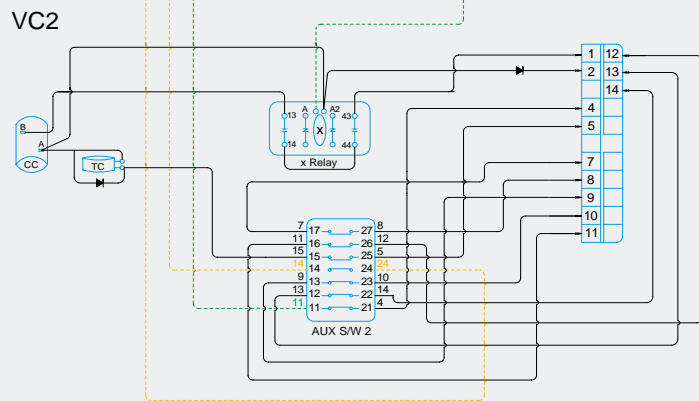 VC2
1 12
2 13
14
4
5
7
8
9
10
11
13 A A2 43
X
14 44
x Relay
B
A
CC
TC
7 17 27 8
11 16 26 12
15 15 25 5
14 14 24 24
9 13 23 10
13 12 22 14
11 11 21 4
AUX S/W 2